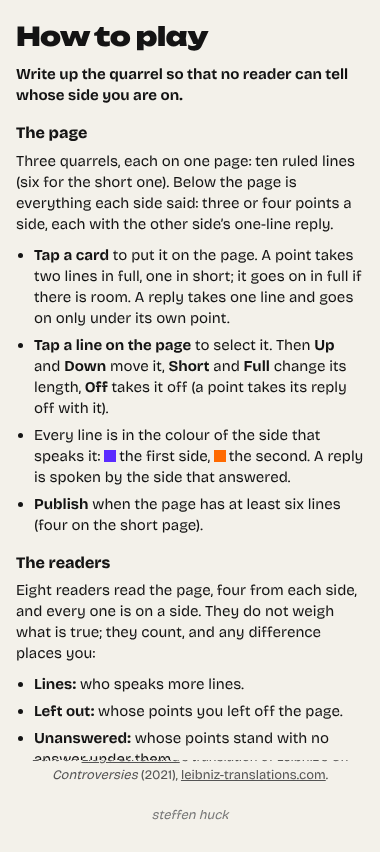 How to play
Write up the quarrel so that no reader can tell
whose side you are on.
The page
Three quarrels, each on one page: ten ruled lines
(six for the short one). Below the page is
everything each side said: three or four points a
side, each with the other side’s one-line reply.
• Tap a card to put it on the page. A point takes
two lines in full, one in short; it goes on in full if
there is room. A reply takes one line and goes
on only under its own point.
• Tap a line on the page to select it. Then Up
and Down move it, Short and Full change its
length, Off takes it off (a point takes its reply
off with it).
• Every line is in the colour of the side that
speaks it: the first side, the second. A reply
is spoken by the side that answered.
• Publish when the page has at least six lines
(four on the short page).
The readers
Eight readers read the page, four from each side,
and every one is on a side. They do not weigh
what is true; they count, and any difference
places you:
• Lines: who speaks more lines.
• Left out: whose points you left off the page.
• Unanswered: whose points stand with no
answer under them
Controversies (2021), leibniz-translations.com.
steffen huck